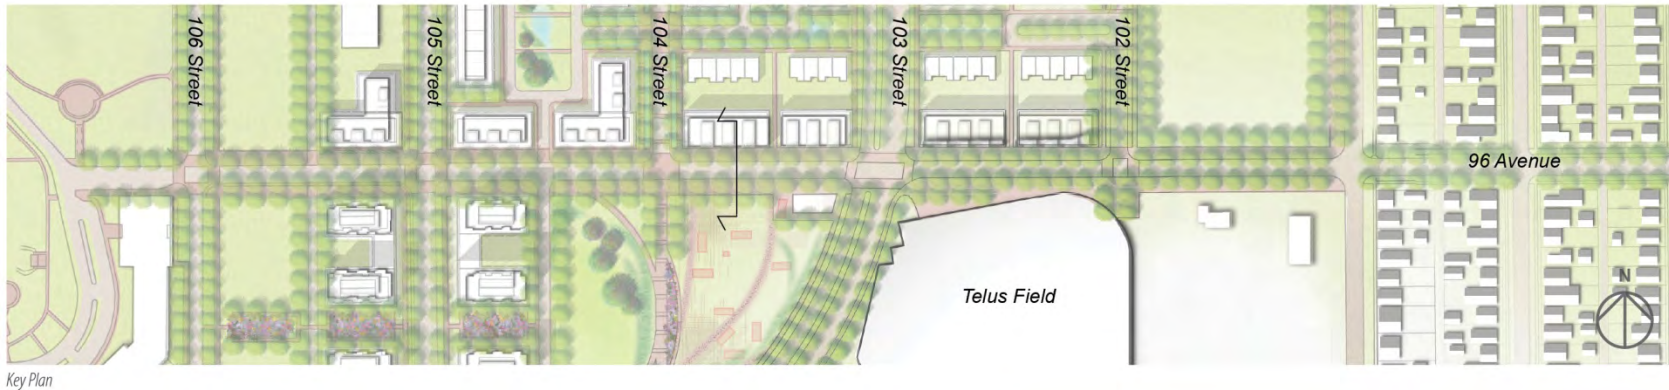 106 Street
105 Street
104 Street
103 Street
102 Street
96 Avenue
Telus Field
N
Key Plan